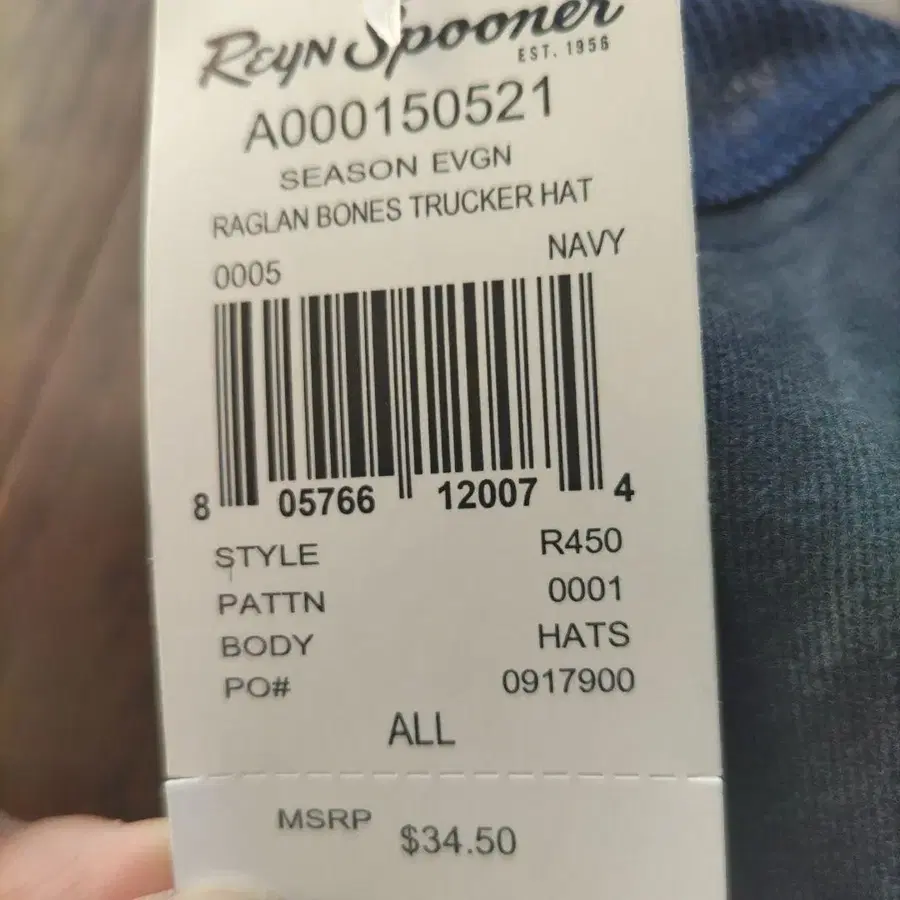 REYN Spooner
EST. 1956
A000150521
SEASON EVGN
RAGLAN BONES TRUCKER HAT
0005 NAVY
8 05766 12007 4
STYLE R450
PATTN 0001
BODY HATS
PO# 0917900
ALL
MSRP $34.50